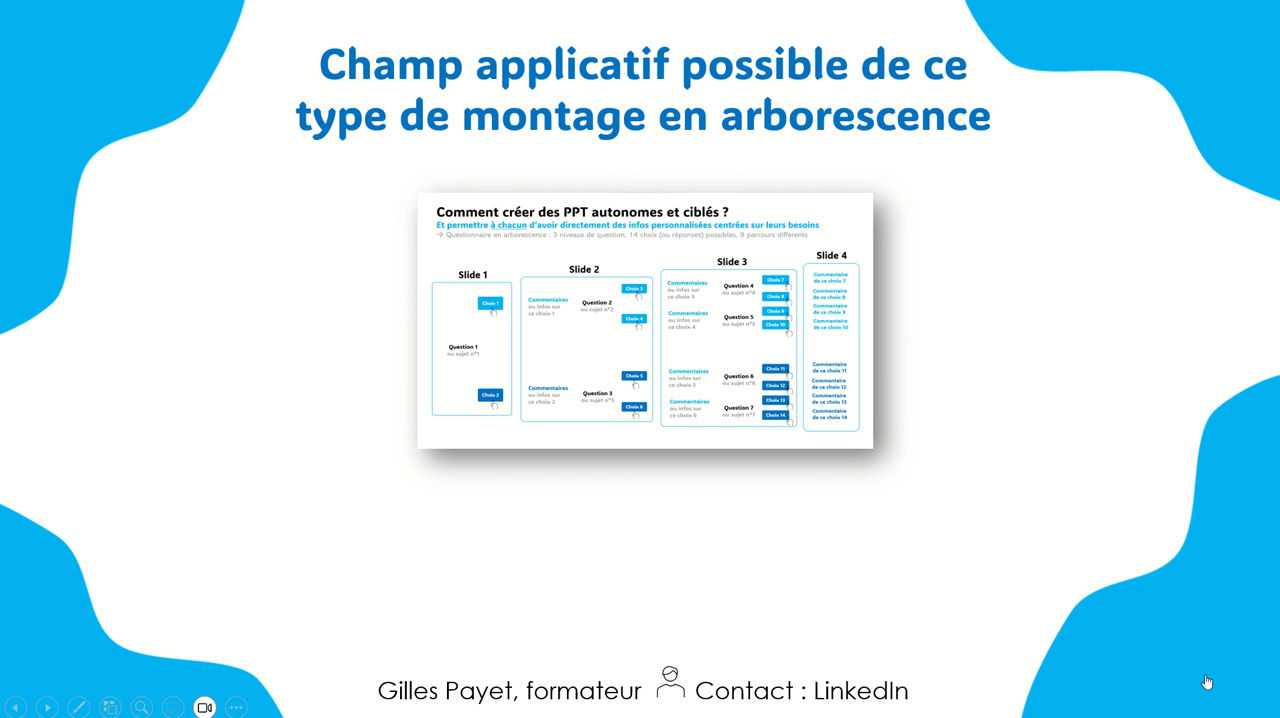 Champ applicatif possible de ce
type de montage en arborescence
Comment créer des PPT autonomes et ciblés ?
Et permettre à chacun d'avoir directement des infos personnalisées centrées sur leurs besoins
→ Questionnaire en arborescence : 3 niveaux de question, 14 choix (ou réponses) possibles, 8 parcours différents
Slide 1
Choix 1
Question 1
ou sujet n°1
Choix 2
Slide 2
Commentaires
ou infos sur
ce choix 1
Question 2
ou sujet n°2
Choix 3
Choix 4
Commentaires
ou infos sur
ce choix 2
Question 3
ou sujet n°3
Choix 5
Choix 6
Slide 3
Commentaires
ou infos sur
ce choix 3
Question 4
ou sujet n°4
Choix 7
Choix 8
Commentaires
ou infos sur
ce choix 4
Question 5
ou sujet n°5
Choix 9
Choix 10
Commentaires
ou infos sur
ce choix 5
Question 6
ou sujet n°6
Choix 11
Choix 12
Commentaires
ou infos sur
ce choix 6
Question 7
ou sujet n°7
Choix 13
Choix 14
Slide 4
Commentaire
de ce choix 7
Commentaire
de ce choix 8
Commentaire
de ce choix 9
Commentaire
de ce choix 10
Commentaire
de ce choix 11
Commentaire
de ce choix 12
Commentaire
de ce choix 13
Commentaire
de ce choix 14
Gilles Payet, formateur Contact : LinkedIn